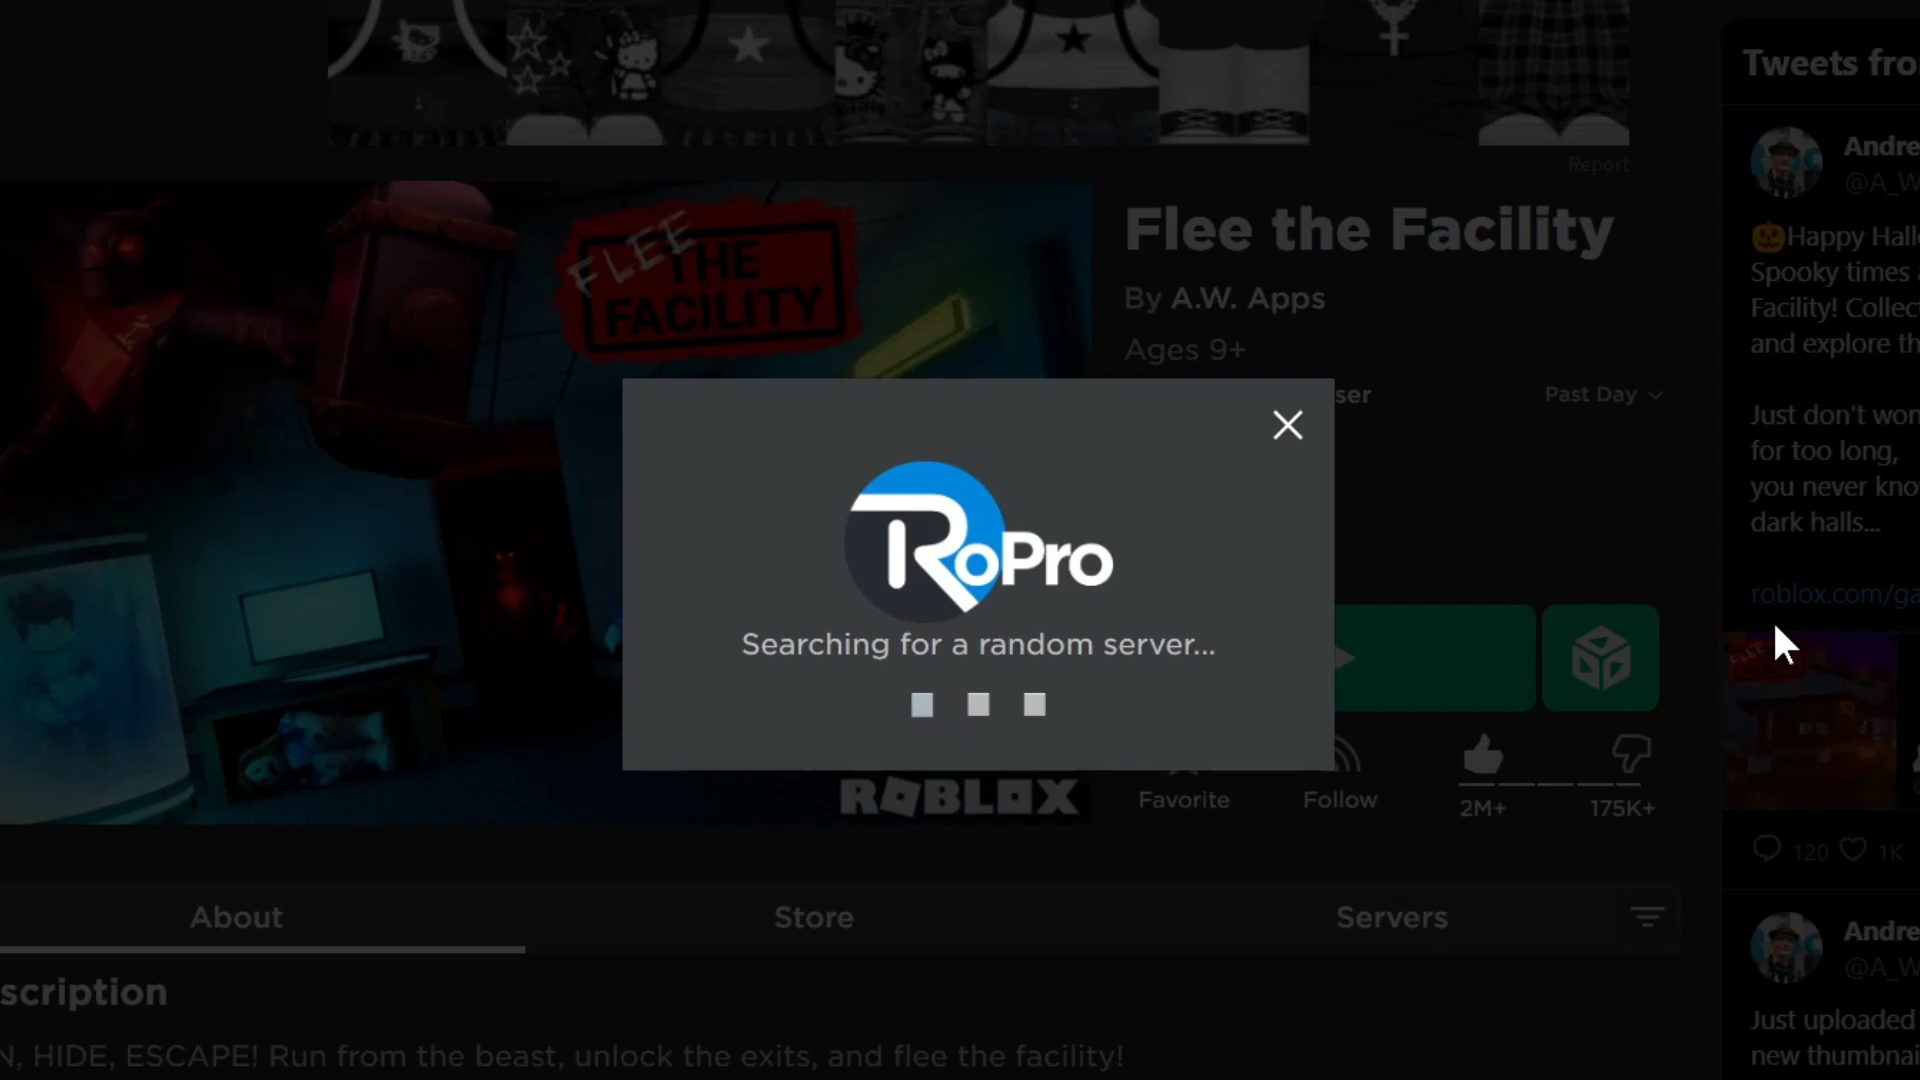 Report
FLEE
THE
FACILITY
Flee the Facility
By A.W. Apps
Ages 9+
ser
Past Day
RoPro
Searching for a random server...
ROBLOX
Favorite
Follow
2M+
175K+
About
Store
Servers
scription
N, HIDE, ESCAPE! Run from the beast, unlock the exits, and flee the facility!
Tweets fro
Andre
@A_W
🎃Happy Hall
Spooky times
Facility! Collec
and explore th
Just don't won
for too long,
you never kno
dark halls...
roblox.com/ga
FLEE
120
1K
Andre
@A_W
Just uploaded
new thumbnai